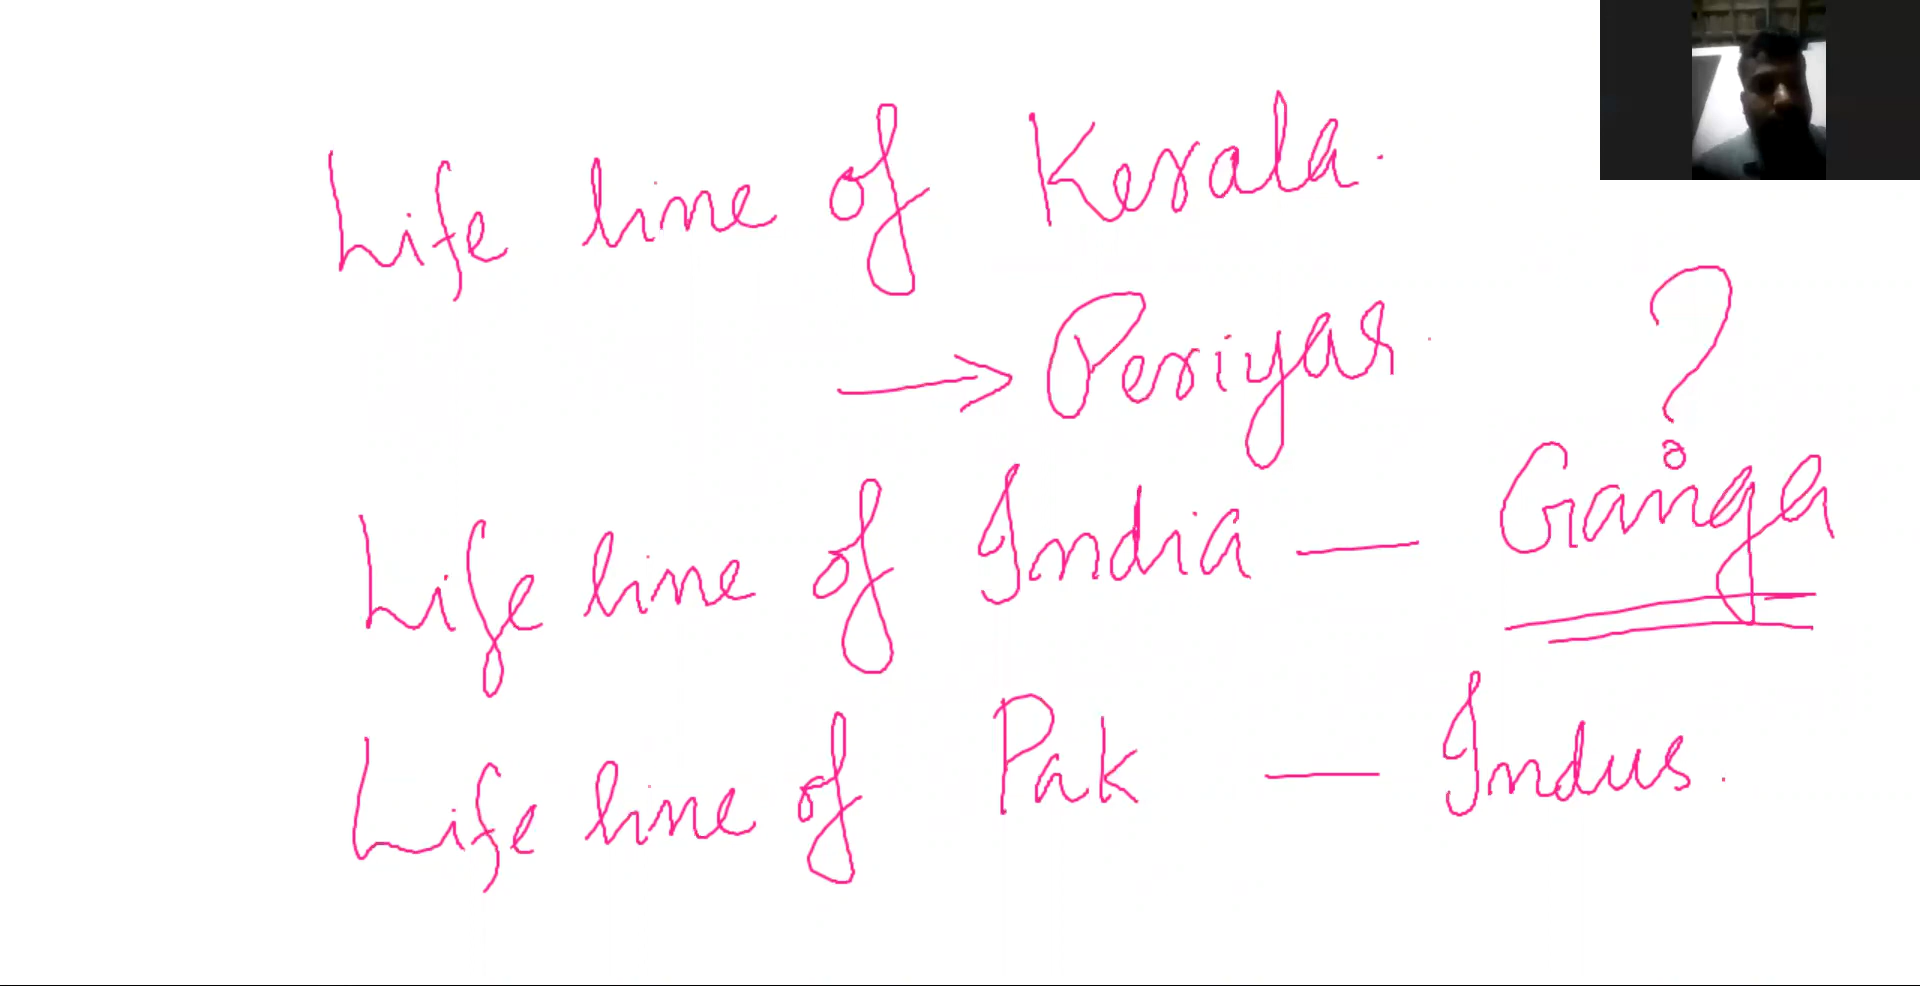 Life line of Kerala.
→ Periyar.
?
Life line of India — Ganga
Life line of Pak — Indus.